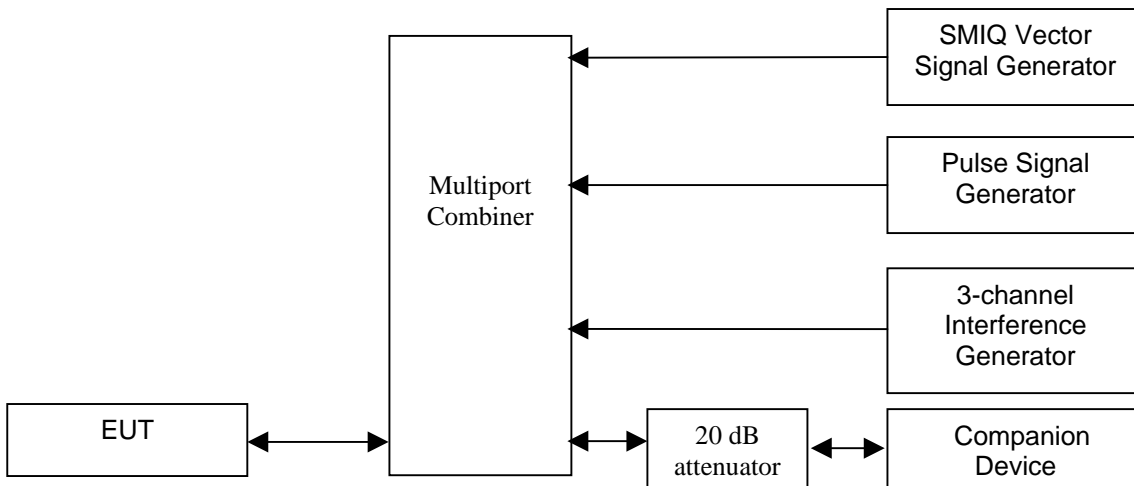 SMIQ Vector
Signal Generator
Pulse Signal
Generator
Multiport
Combiner
3-channel
Interference
Generator
EUT
20 dB
attenuator
Companion
Device